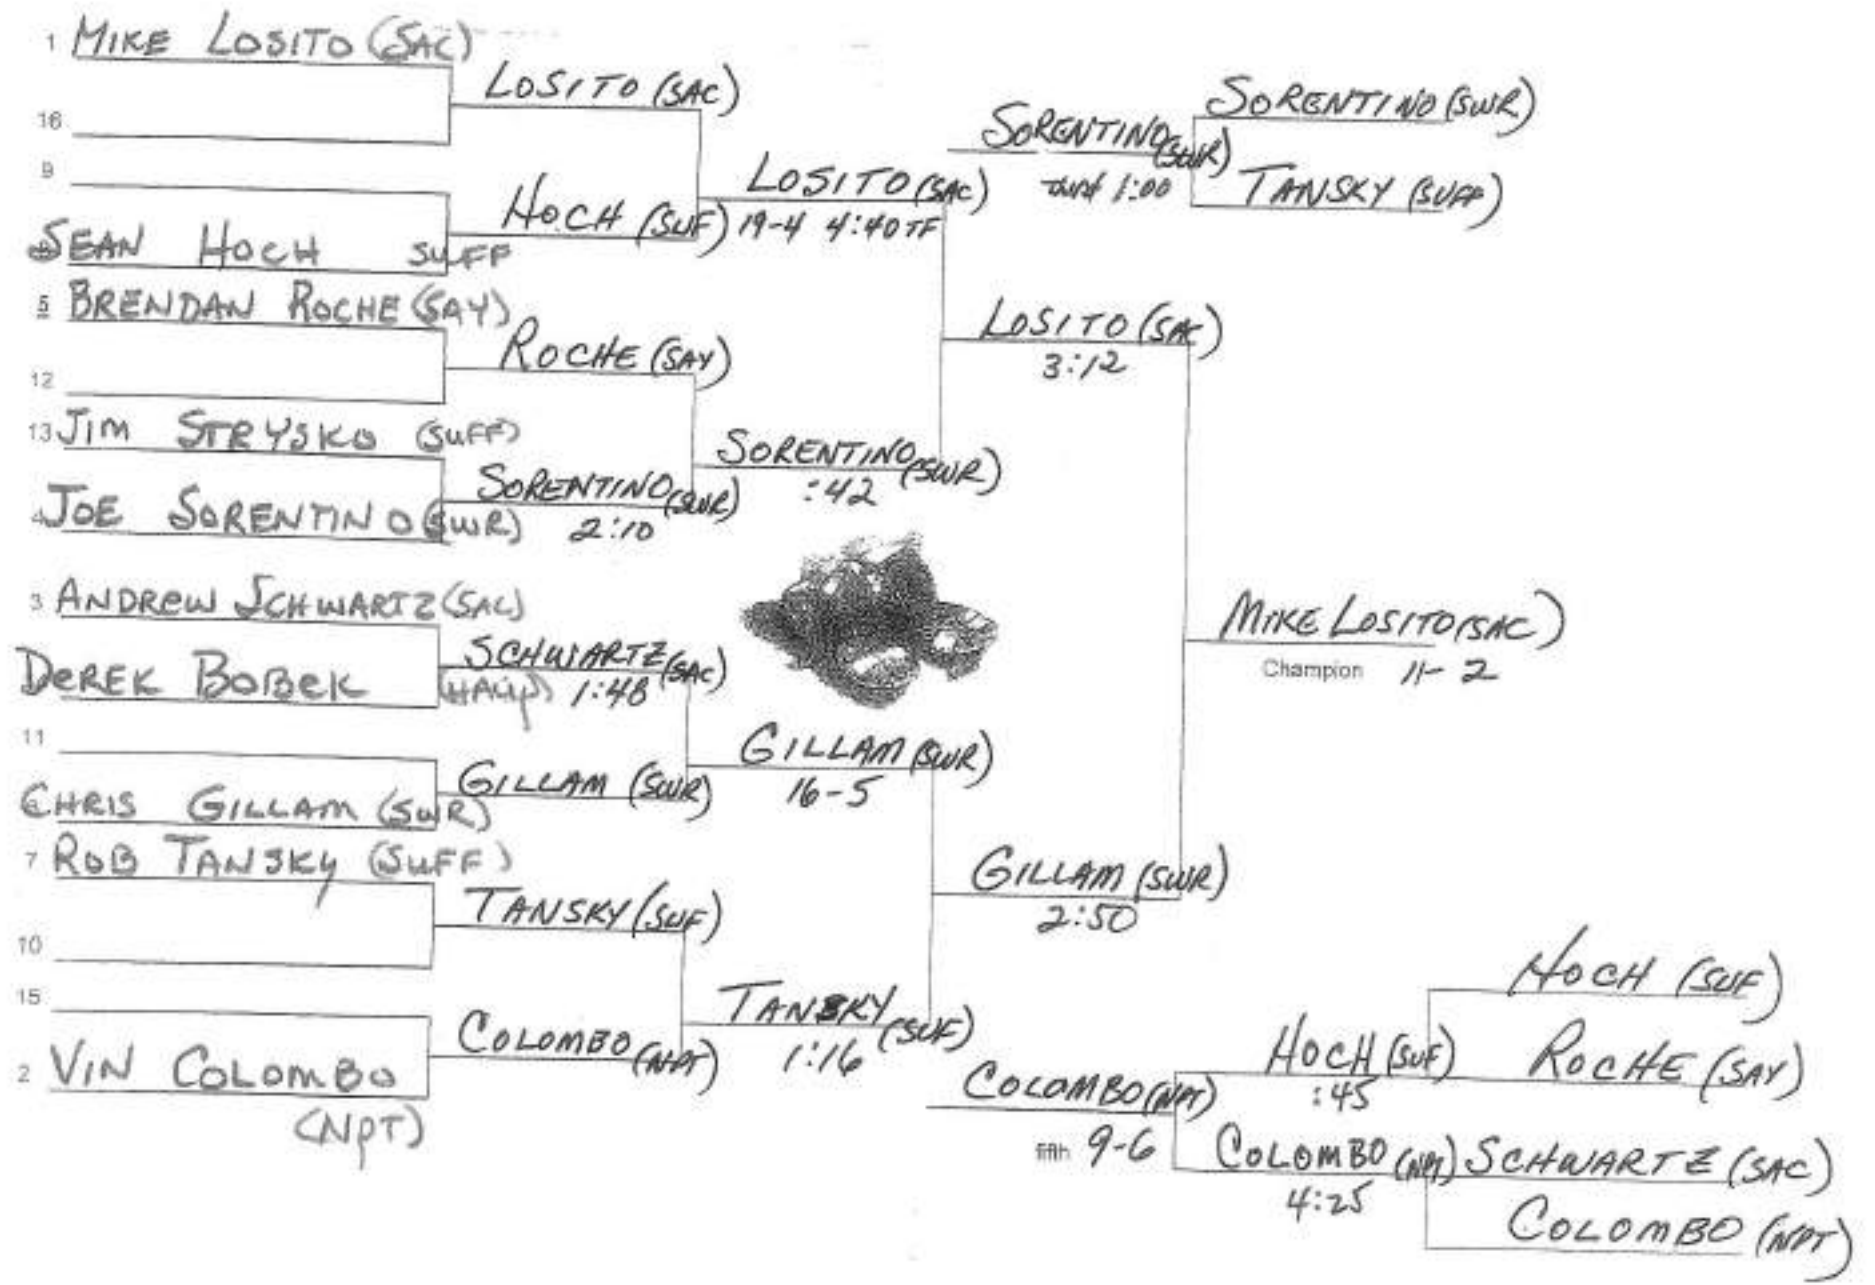 1 MIKE LOSITO (SAC)
16
LOSITO (SAC)
9
SEAN HOCH SUFF
HOCH (SUF)
LOSITO (SAC)
19-4 4:40 TF
5 BRENDAN ROCHE (SAY)
12
ROCHE (SAY)
13 JIM STRYSKO (SUFF)
4 JOE SORENTINO (SWR)
SORENTINO (SWR)
2:10
SORENTINO (SWR)
:42
LOSITO (SAC)
3:12
3 ANDREW SCHWARTZ (SAC)
DEREK BOBEK (HAUP)
SCHWARTZ (SAC)
1:48
11
CHRIS GILLAM (SWR)
GILLAM (SWR)
GILLAM (SWR)
16-5
7 ROB TANSKY (SUFF)
10
TANSKY (SUF)
15
2 VIN COLOMBO
(NPT)
COLOMBO (NPT)
TANSKY (SUF)
1:16
GILLAM (SWR)
2:50
MIKE LOSITO (SAC)
Champion 11-2
SORENTINO (SWR)
third 1:00
SORENTINO (SWR)
TANSKY (SUFF)
COLOMBO (NPT)
fifth 9-6
HOCH (SUF)
:45
COLOMBO (NPT)
4:25
HOCH (SUF)
ROCHE (SAY)
SCHWARTZ (SAC)
COLOMBO (NPT)